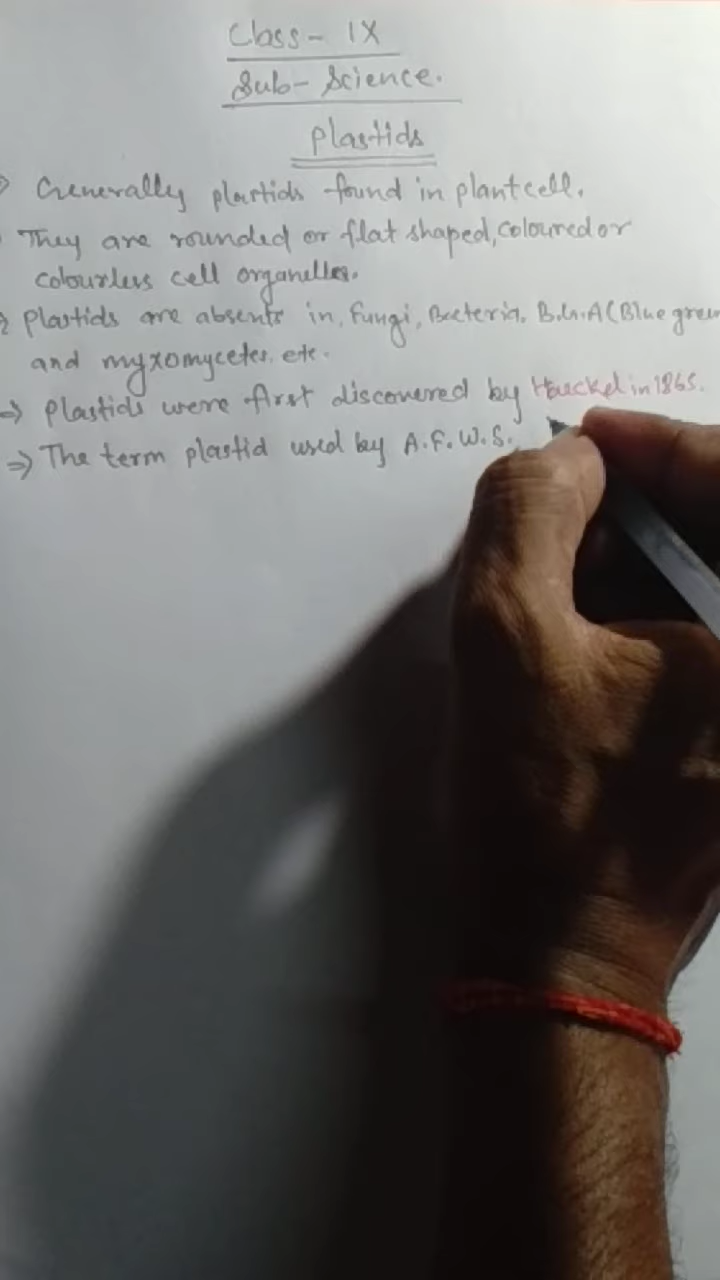 Class - IX
Sub - Science.
Plastids
Generally plastids found in plant cell.
They are rounded or flat shaped, coloured or
colourless cell organelles.
Plastids are absents in, Fungi, Bacteria, B.G.A (Blue green
and myxomycetes. etc.
⇒ Plastids were first discovered by Haeckel in 1865.
⇒ The term plastid used by A.F.W.S.